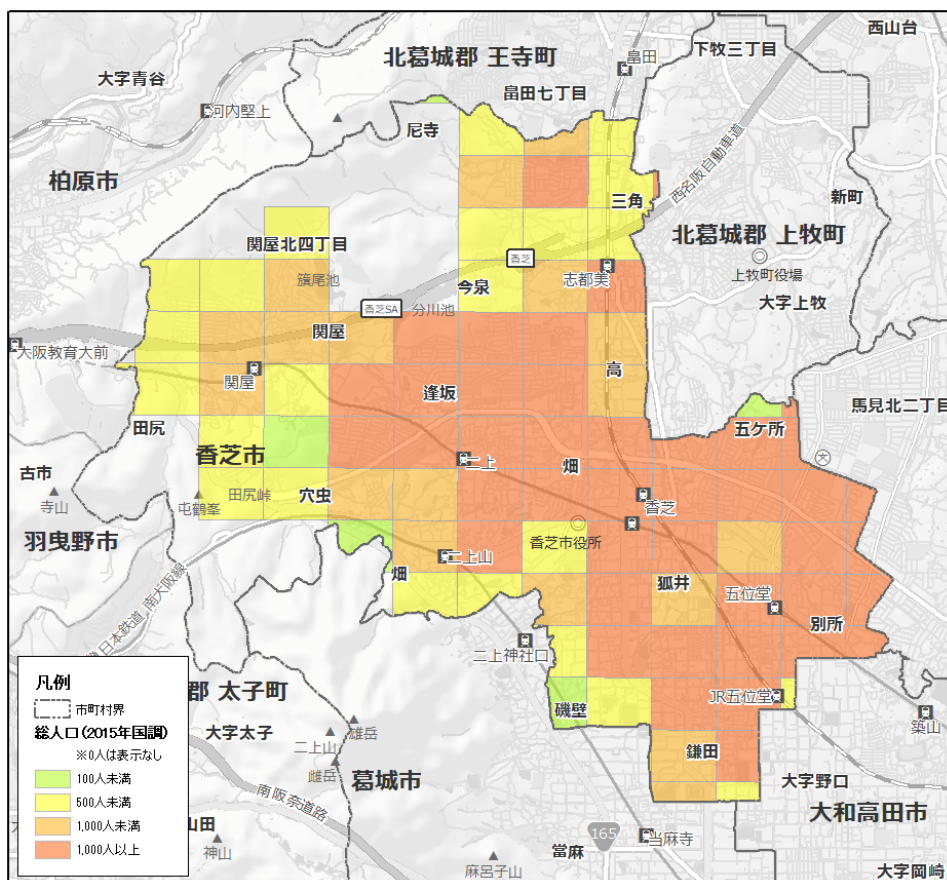 西山台
下牧三丁目
北葛城郡 王寺町
畠田
大字青谷
畠田七丁目
河内堅上
尼寺
西名阪自動車道
柏原市
三角
新町
北葛城郡 上牧町
関屋北四丁目
香芝
上牧町役場
志都美
旗尾池
今泉
大字上牧
香芝SA
分川池
関屋
大阪教育大前
関屋
高
逢坂
馬見北二丁目
田尻
五ケ所
香芝市
文
古市
二上
畑
田尻峠
穴虫
寺山
屯鶴峯
香芝
羽曳野市
香芝市役所
二上山
畑
狐井
日本鉄道 南大阪線
五位堂
別所
二上神社口
凡例
市町村界
郡 太子町
JR五位堂
磯壁
総人口(2015年国調)
大字太子
雄岳
築山
※0人は表示なし
二上山
鎌田
100人未満
雌岳
葛城市
大字野口
500人未満
南阪奈道路
大和高田市
1,000人未満
山田
165
当麻寺
1,000人以上
神山
當麻
麻呂子山
大字岡崎